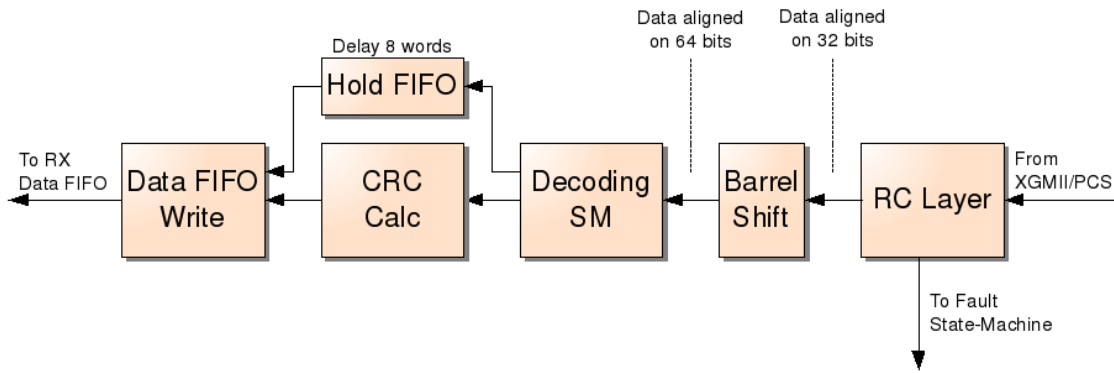 Data aligned
on 64 bits
Data aligned
on 32 bits
Delay 8 words
Hold FIFO
To RX
Data FIFO
Data FIFO
Write
CRC
Calc
Decoding
SM
Barrel
Shift
RC Layer
From
XGMII/PCS
To Fault
State-Machine